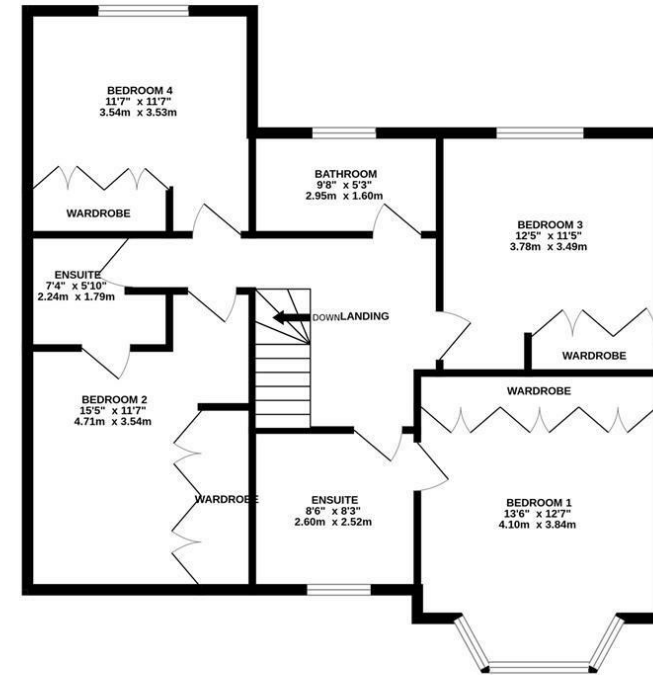 BEDROOM 4
11'7" x 11'7"
3.54m x 3.53m
WARDROBE
BATHROOM
9'8" x 5'3"
2.95m x 1.60m
BEDROOM 3
12'5" x 11'5"
3.78m x 3.49m
WARDROBE
ENSUITE
7'4" x 5'10"
2.24m x 1.79m
DOWN
LANDING
BEDROOM 2
15'5" x 11'7"
4.71m x 3.54m
WARDROBE
ENSUITE
8'6" x 8'3"
2.60m x 2.52m
WARDROBE
BEDROOM 1
13'6" x 12'7"
4.10m x 3.84m